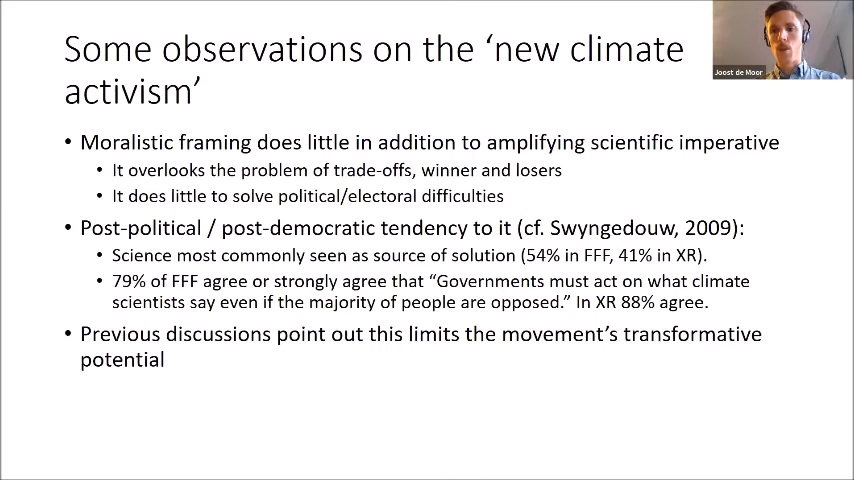 Some observations on the ‘new climate
activism’
Joost de Moor
• Moralistic framing does little in addition to amplifying scientific imperative
• It overlooks the problem of trade-offs, winner and losers
• It does little to solve political/electoral difficulties
• Post-political / post-democratic tendency to it (cf. Swyngedouw, 2009):
• Science most commonly seen as source of solution (54% in FFF, 41% in XR).
• 79% of FFF agree or strongly agree that “Governments must act on what climate
scientists say even if the majority of people are opposed.” In XR 88% agree.
• Previous discussions point out this limits the movement’s transformative
potential